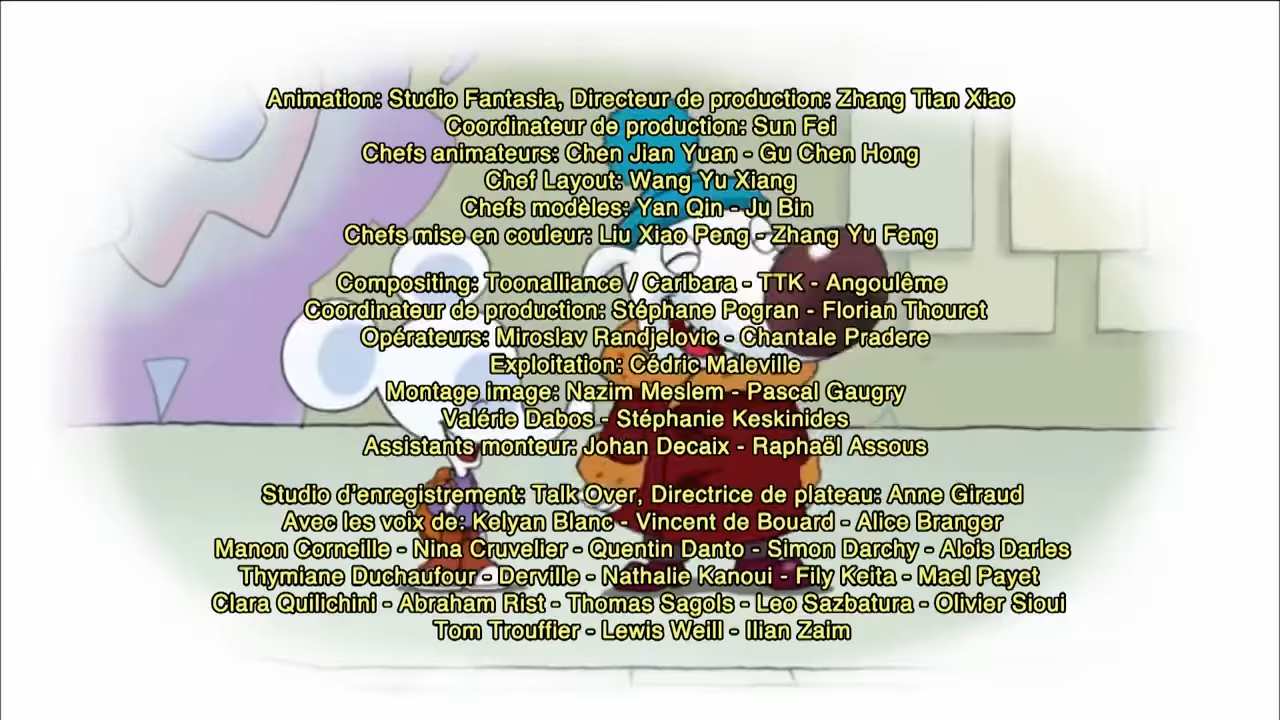 Animation: Studio Fantasia, Directeur de production: Zhang Tian Xiao
Coordinateur de production: Sun Fei
Chefs animateurs: Chen Jian Yuan - Gu Chen Hong
Chef Layout: Wang Yu Xiang
Chefs modèles: Yan Qin - Ju Bin
Chefs mise en couleur: Liu Xiao Peng - Zhang Yu Feng
Compositing: Toonalliance / Caribara - TTK - Angoulême
Coordinateur de production: Stéphane Pogran - Florian Thouret
Opérateurs: Miroslav Randjelovic - Chantale Pradere
Exploitation: Cédric Maleville
Montage image: Nazim Meslem - Pascal Gaugry
Valérie Dabos - Stéphanie Keskinides
Assistants monteur: Johan Decaix - Raphaël Assous
Studio d'enregistrement: Talk Over, Directrice de plateau: Anne Giraud
Avec les voix de: Kelyan Blanc - Vincent de Bouard - Alice Branger
Manon Corneille - Nina Cruvelier - Quentin Danto - Simon Darchy - Alois Darles
Thymiane Duchaufour - Derville - Nathalie Kanoui - Fily Keita - Mael Payet
Clara Quilichini - Abraham Rist - Thomas Sagols - Leo Sazbatura - Olivier Sioui
Tom Trouffier - Lewis Weill - Ilian Zaim